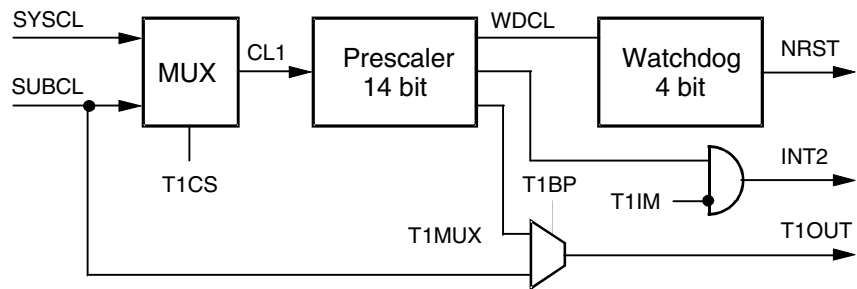 SYSCL
SUBCL
MUX
T1CS
CL1
Prescaler
14 bit
WDCL
Watchdog
4 bit
NRST
INT2
T1IM
T1BP
T1MUX
T1OUT